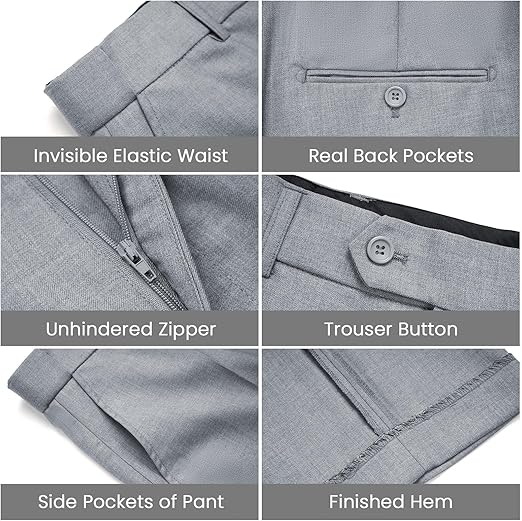 Invisible Elastic Waist
Real Back Pockets
Unhindered Zipper
Trouser Button
Side Pockets of Pant
Finished Hem